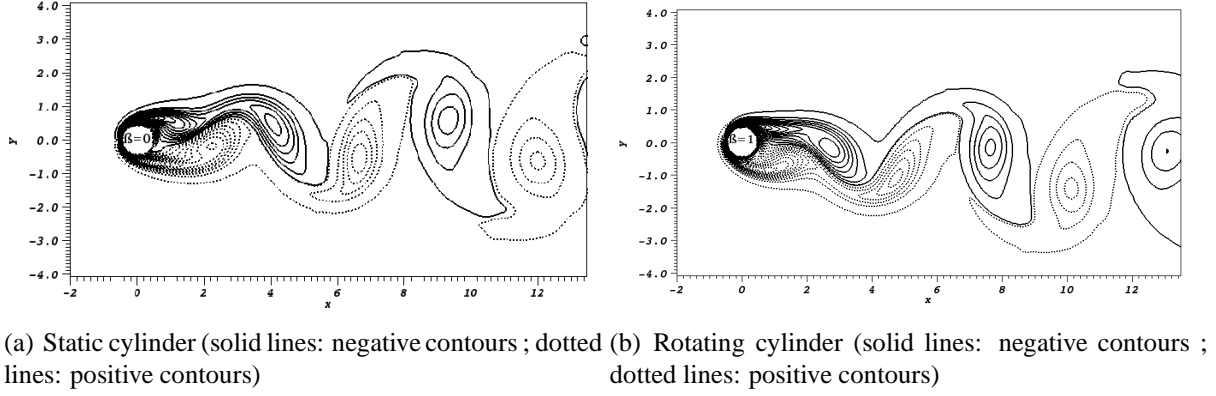 4.0
3.0
2.0
1.0
0.0
-1.0
-2.0
-3.0
-4.0
Y
ß=0
-2 0 2 4 6 8 10 12
x
4.0
3.0
2.0
1.0
0.0
-1.0
-2.0
-3.0
-4.0
Y
ß=1
-2 0 2 4 6 8 10 12
x
(a) Static cylinder (solid lines: negative contours ; dotted
lines: positive contours)
(b) Rotating cylinder (solid lines: negative contours ;
dotted lines: positive contours)